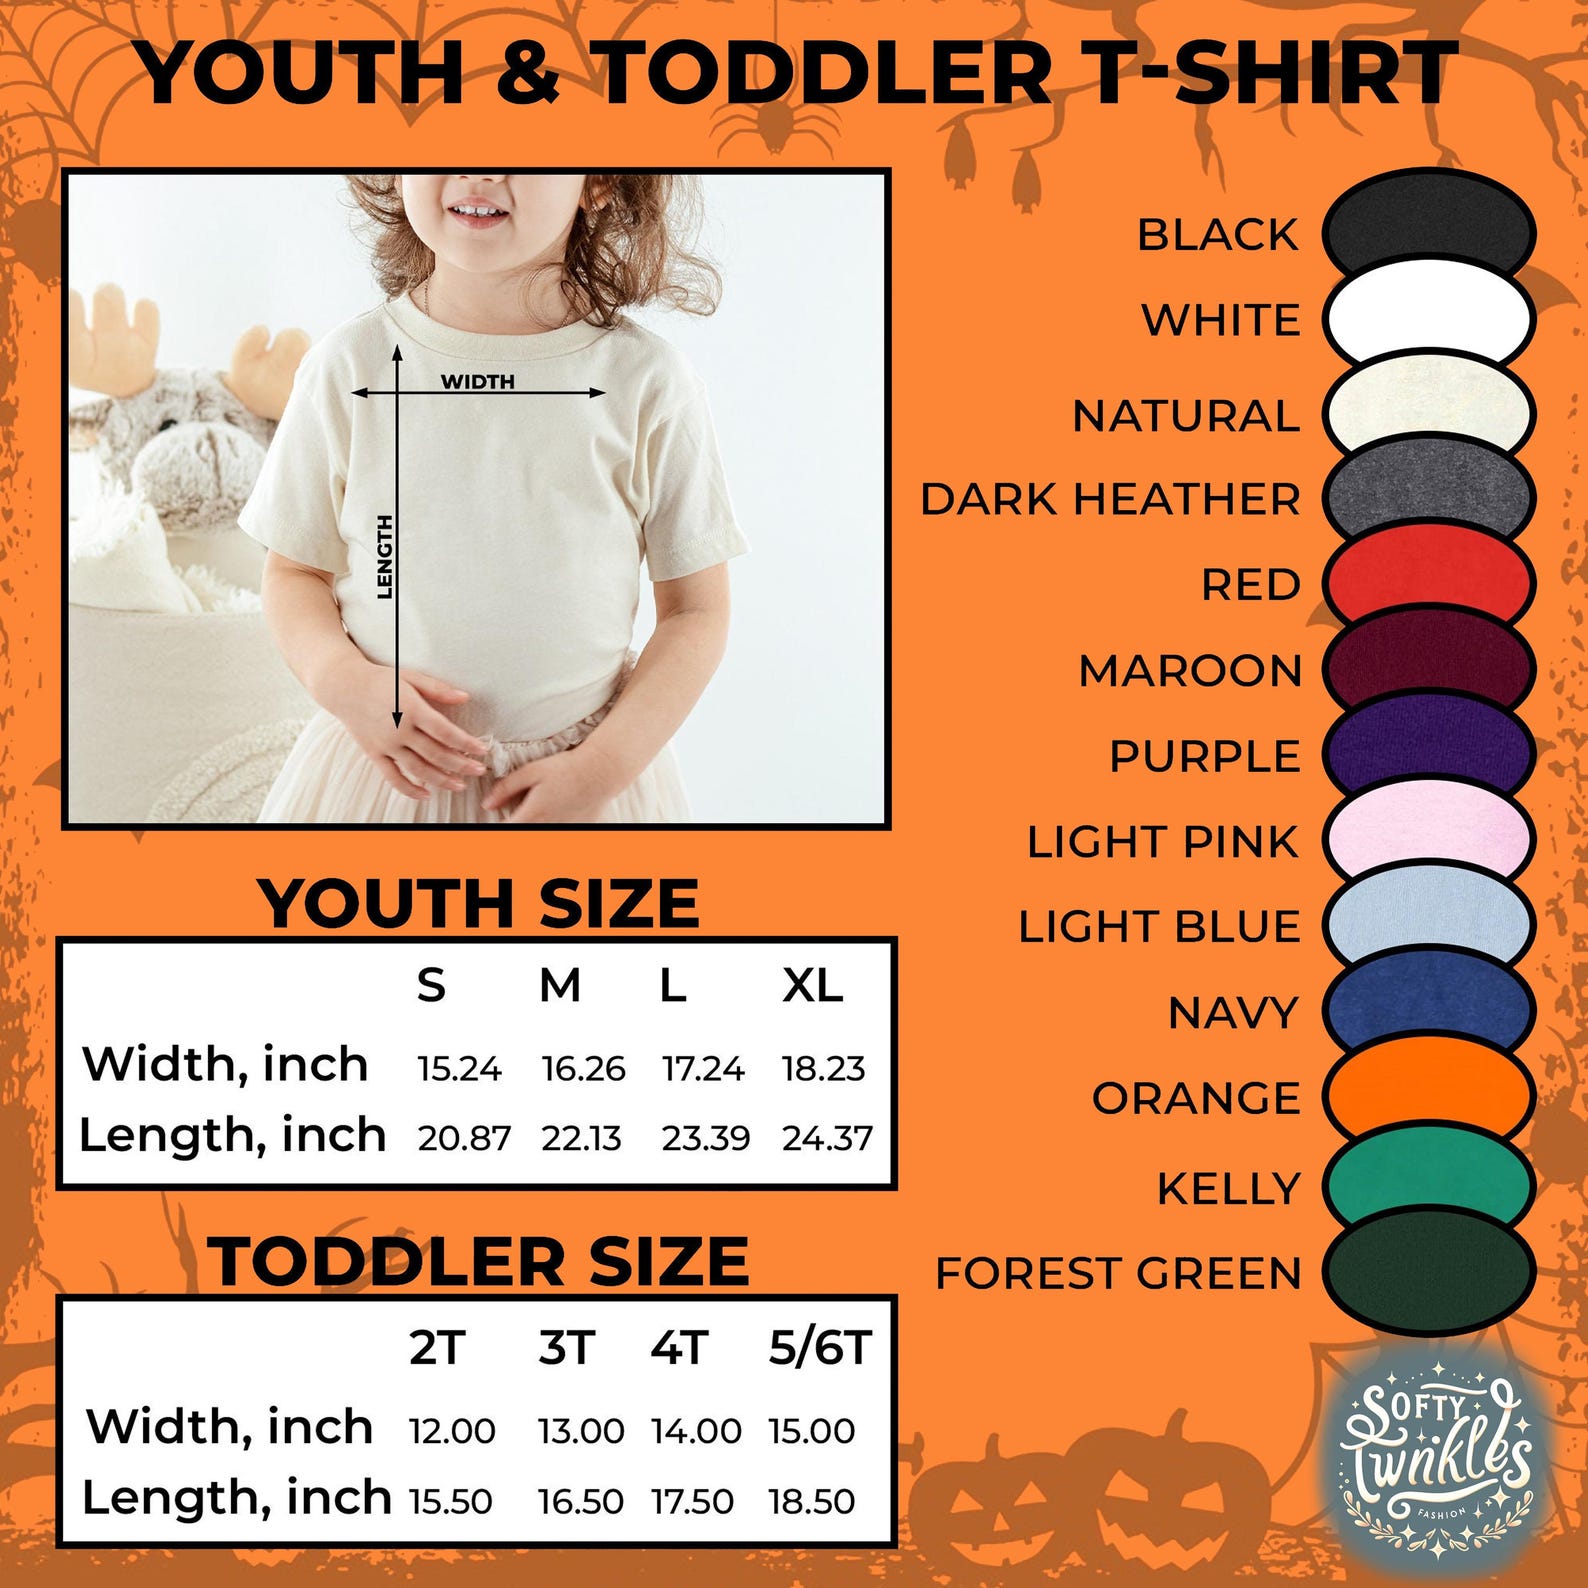 YOUTH & TODDLER T-SHIRT
WIDTH
LENGTH
BLACK
WHITE
NATURAL
DARK HEATHER
RED
MAROON
PURPLE
LIGHT PINK
LIGHT BLUE
NAVY
ORANGE
KELLY
FOREST GREEN
YOUTH SIZE
S M L XL
Width, inch 15.24 16.26 17.24 18.23
Length, inch 20.87 22.13 23.39 24.37
TODDLER SIZE
2T 3T 4T 5/6T
Width, inch 12.00 13.00 14.00 15.00
Length, inch 15.50 16.50 17.50 18.50
SOFTY
Twnkles
FASHION